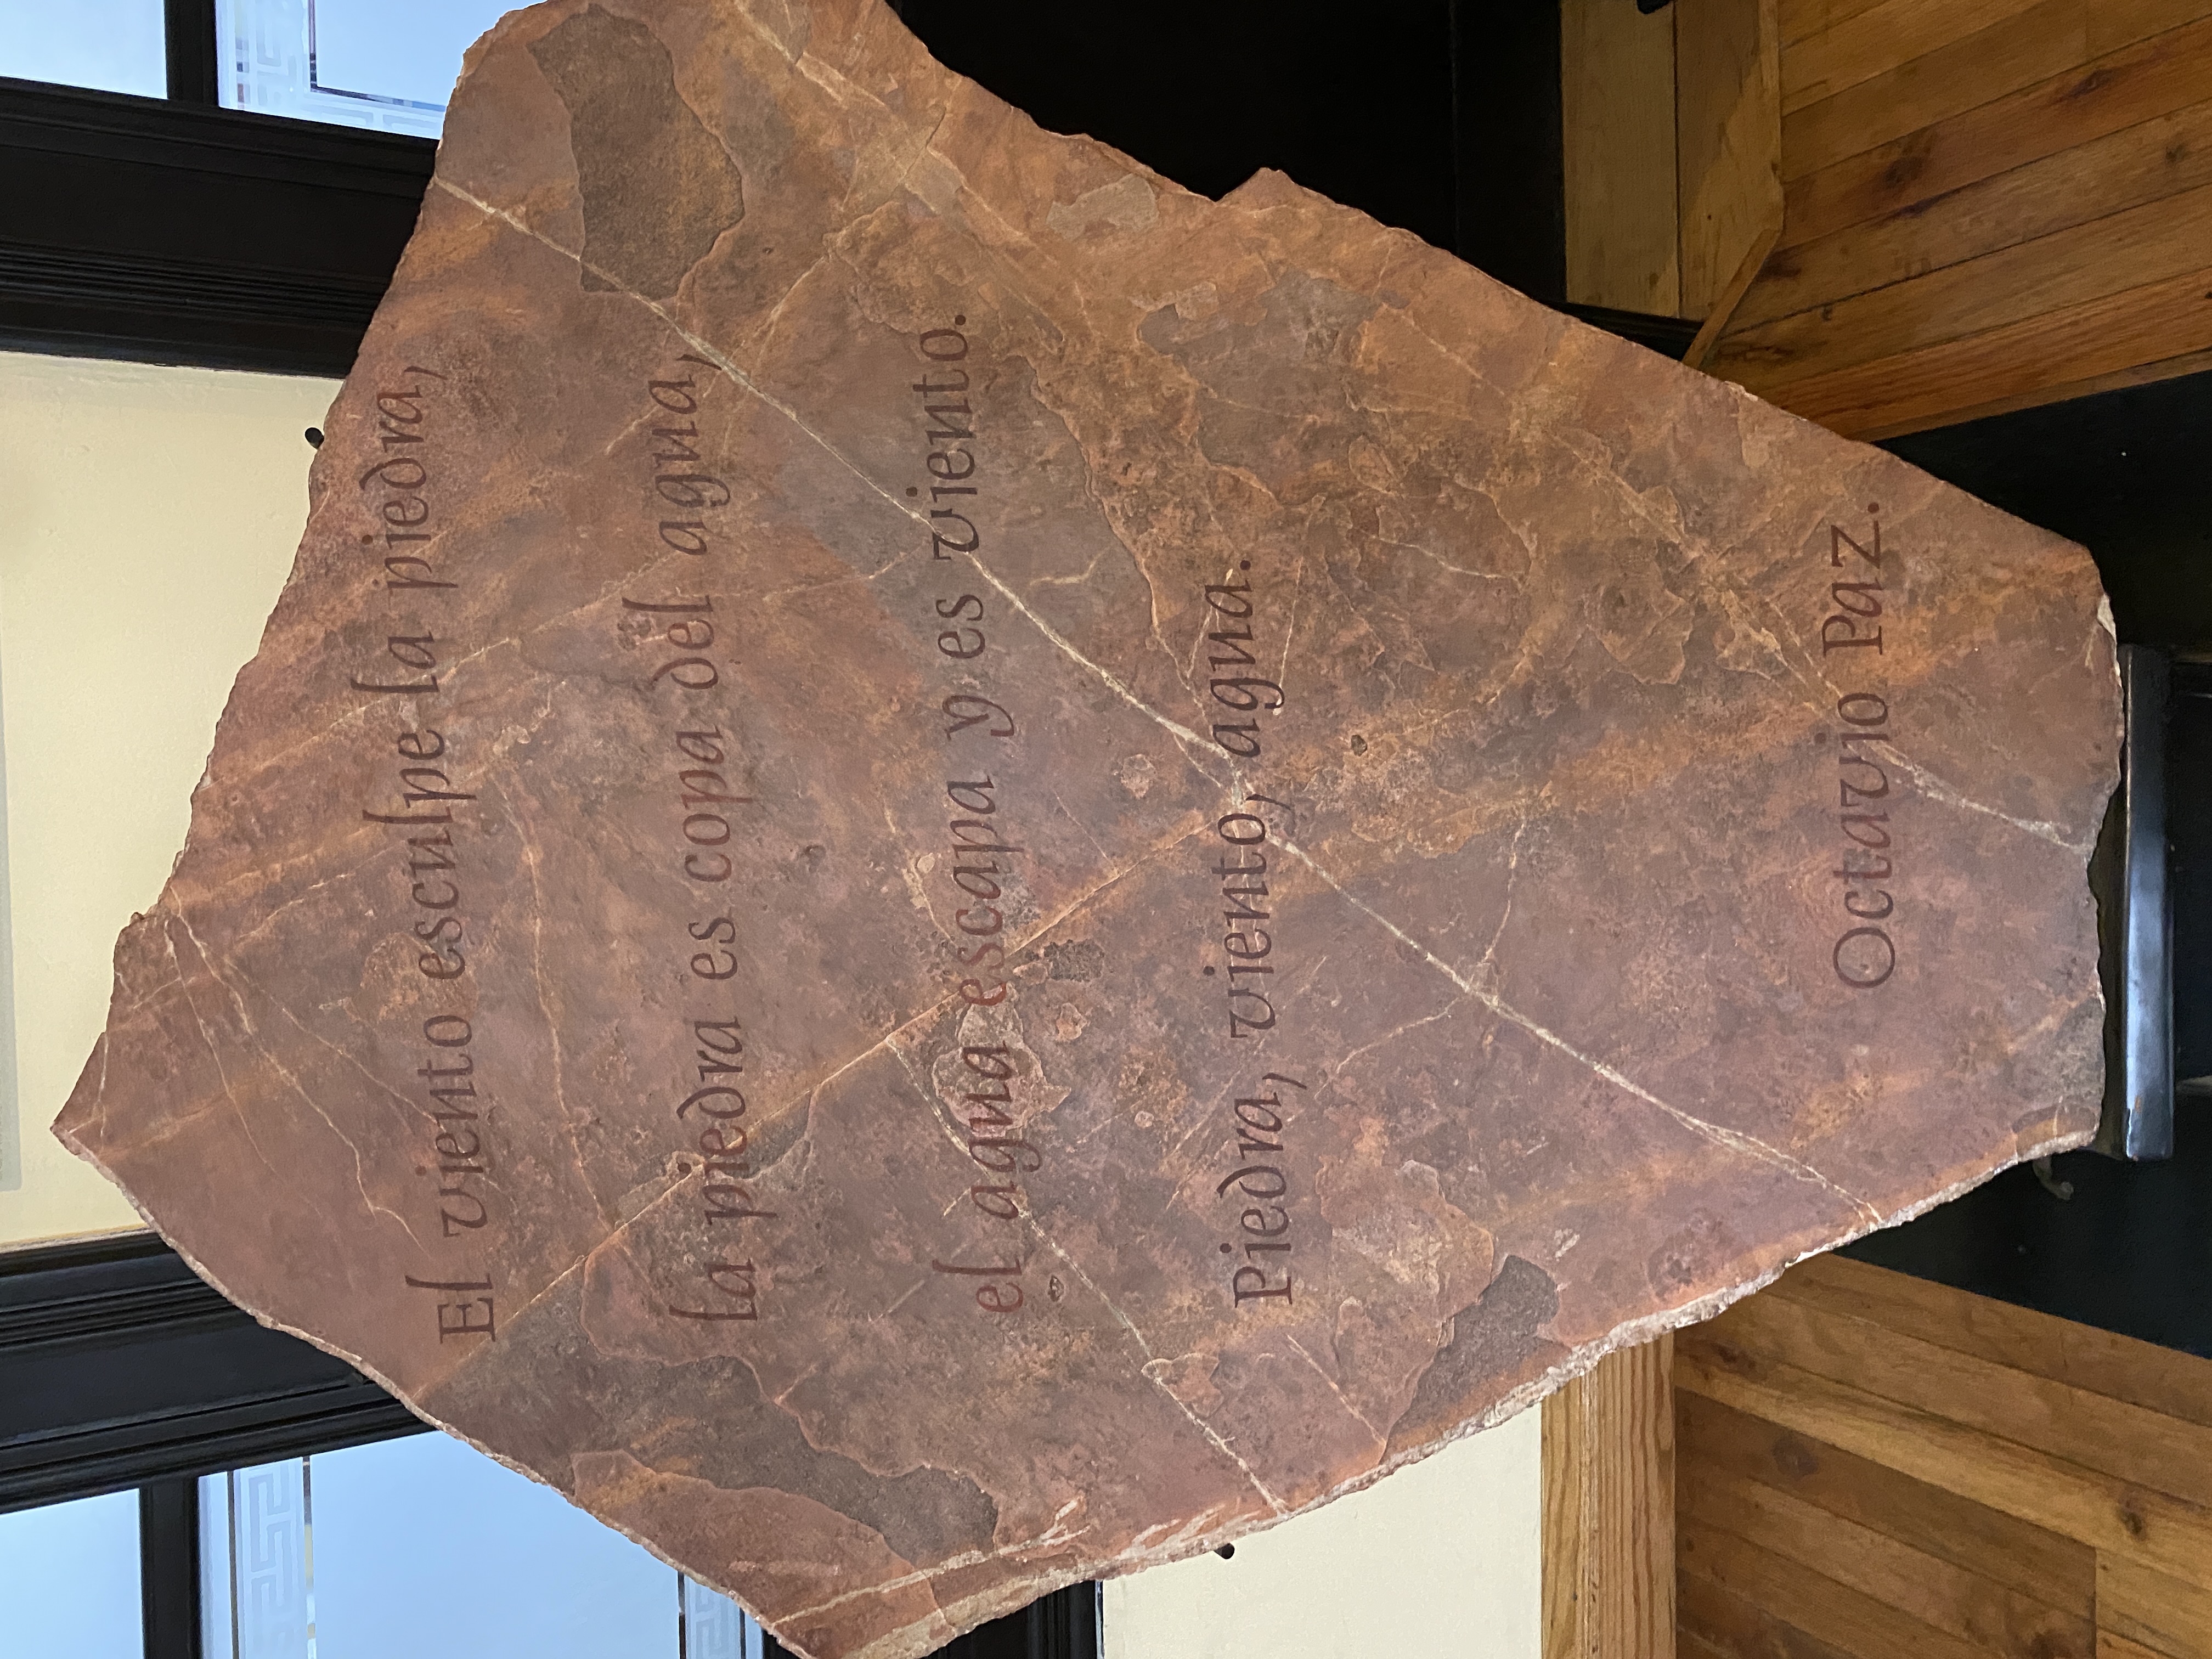 El viento esculpe la piedra,
la piedra es copa del agua,
el agua escapa y es viento.
Piedra, viento, agua.
Octavio Paz.